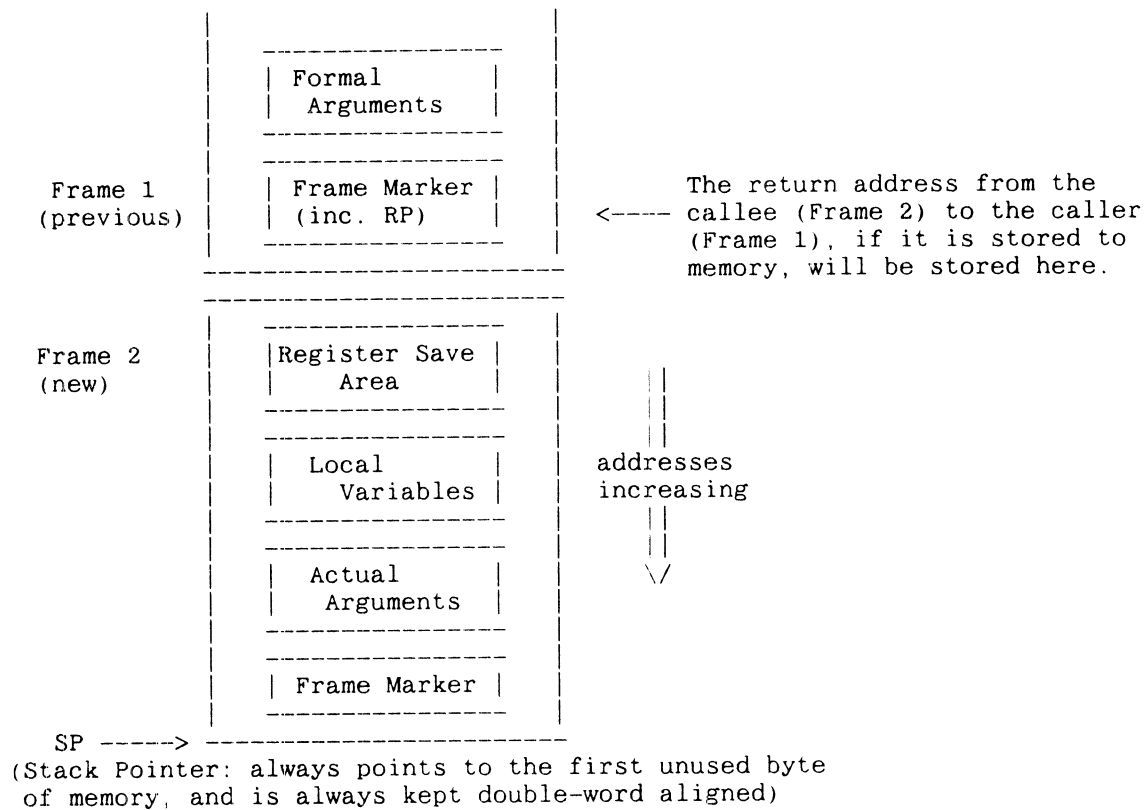 Formal
Arguments
Frame 1
(previous)
Frame Marker
(inc. RP)
<----- The return address from the
callee (Frame 2) to the caller
(Frame 1), if it is stored to
memory, will be stored here.
Frame 2
(new)
Register Save
Area
Local
Variables
addresses
increasing
Actual
Arguments
Frame Marker
SP ----->
(Stack Pointer: always points to the first unused byte
of memory, and is always kept double-word aligned)